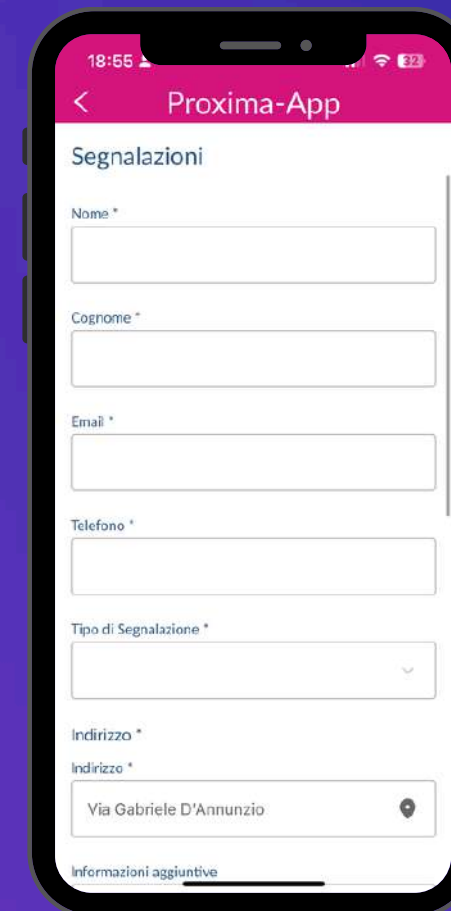 18:55
32
Proxima-App
Segnalazioni
Nome *
Cognome *
Email *
Telefono *
Tipo di Segnalazione *
Indirizzo *
Indirizzo *
Via Gabriele D'Annunzio
Informazioni aggiuntive